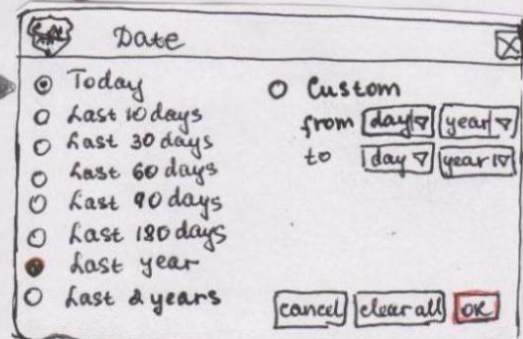 Date
Today
Last 10 days
Last 30 days
Last 60 days
Last 90 days
Last 180 days
Last year
Last 2 years
Custom
from day year
to day year
cancel clear all OK